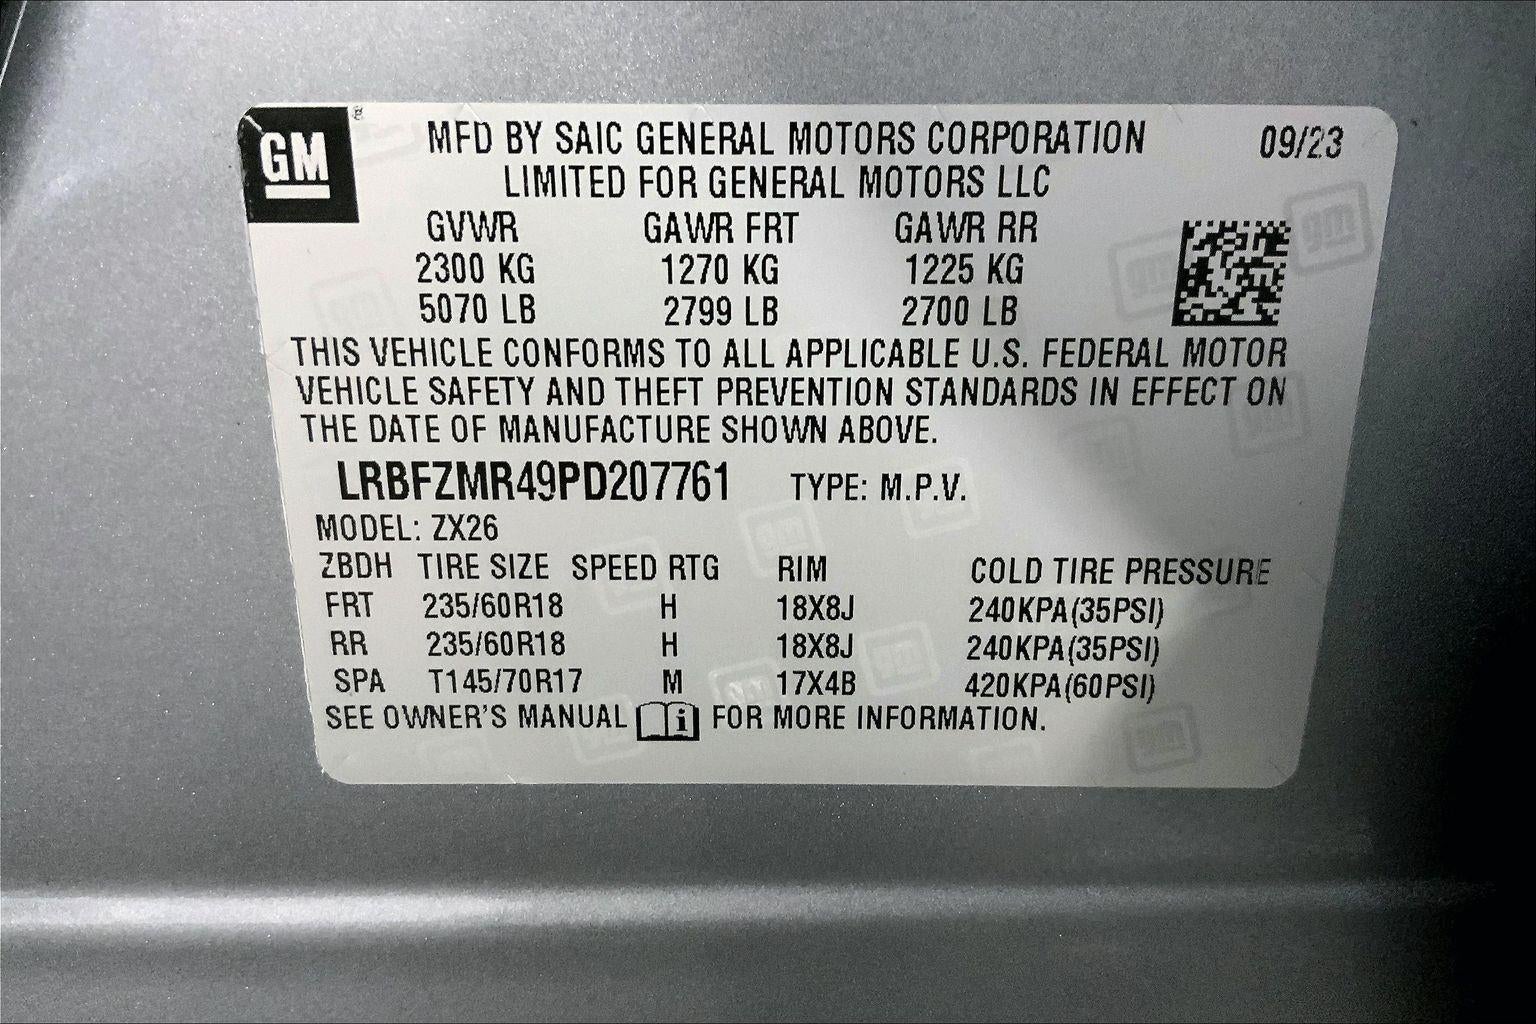 GM
MFD BY SAIC GENERAL MOTORS CORPORATION 09/23
LIMITED FOR GENERAL MOTORS LLC
GVWR GAWR FRT GAWR RR
2300 KG 1270 KG 1225 KG
5070 LB 2799 LB 2700 LB
THIS VEHICLE CONFORMS TO ALL APPLICABLE U.S. FEDERAL MOTOR
VEHICLE SAFETY AND THEFT PREVENTION STANDARDS IN EFFECT ON
THE DATE OF MANUFACTURE SHOWN ABOVE.
LRBFZMR49PD207761 TYPE: M.P.V.
MODEL: ZX26
ZBDH TIRE SIZE SPEED RTG RIM COLD TIRE PRESSURE
FRT 235/60R18 H 18X8J 240KPA(35PSI)
RR 235/60R18 H 18X8J 240KPA(35PSI)
SPA T145/70R17 M 17X4B 420KPA(60PSI)
SEE OWNER'S MANUAL i FOR MORE INFORMATION.